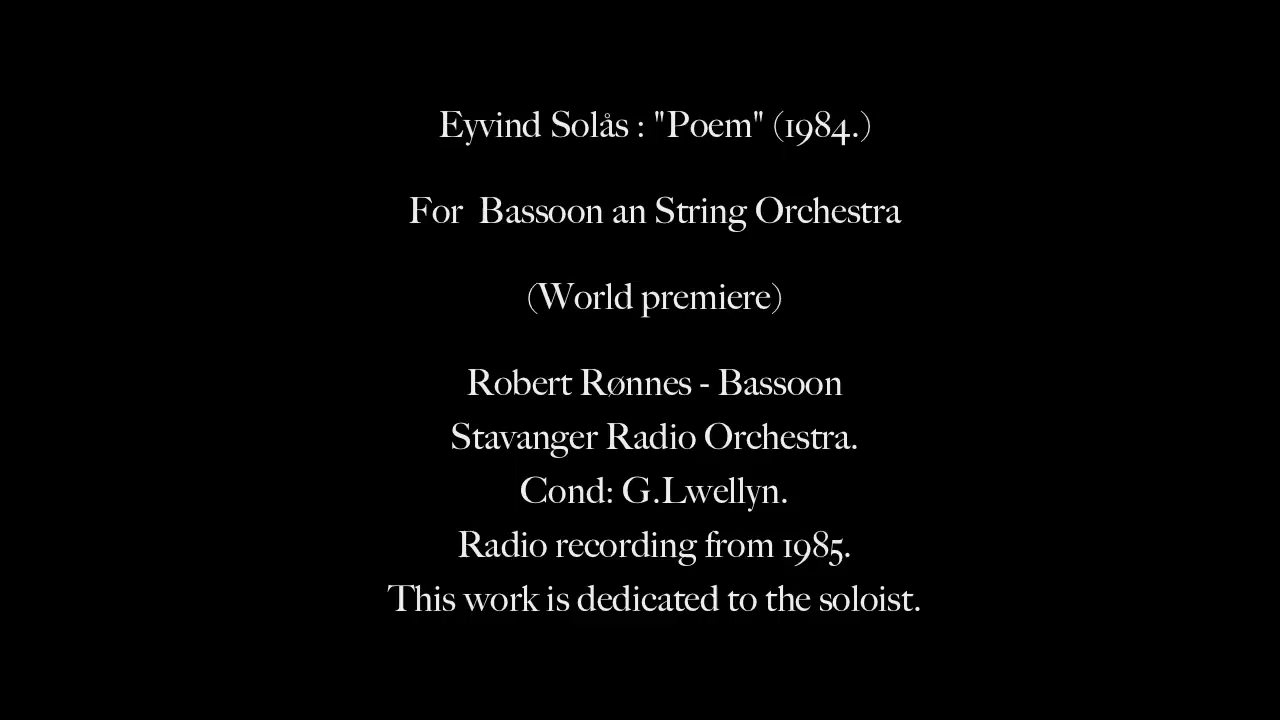 Eyvind Solås : "Poem" (1984.)
For  Bassoon an String Orchestra
(World premiere)
Robert Rønnes - Bassoon
Stavanger Radio Orchestra.
Cond: G.Lwellyn.
Radio recording from 1985.
This work is dedicated to the soloist.